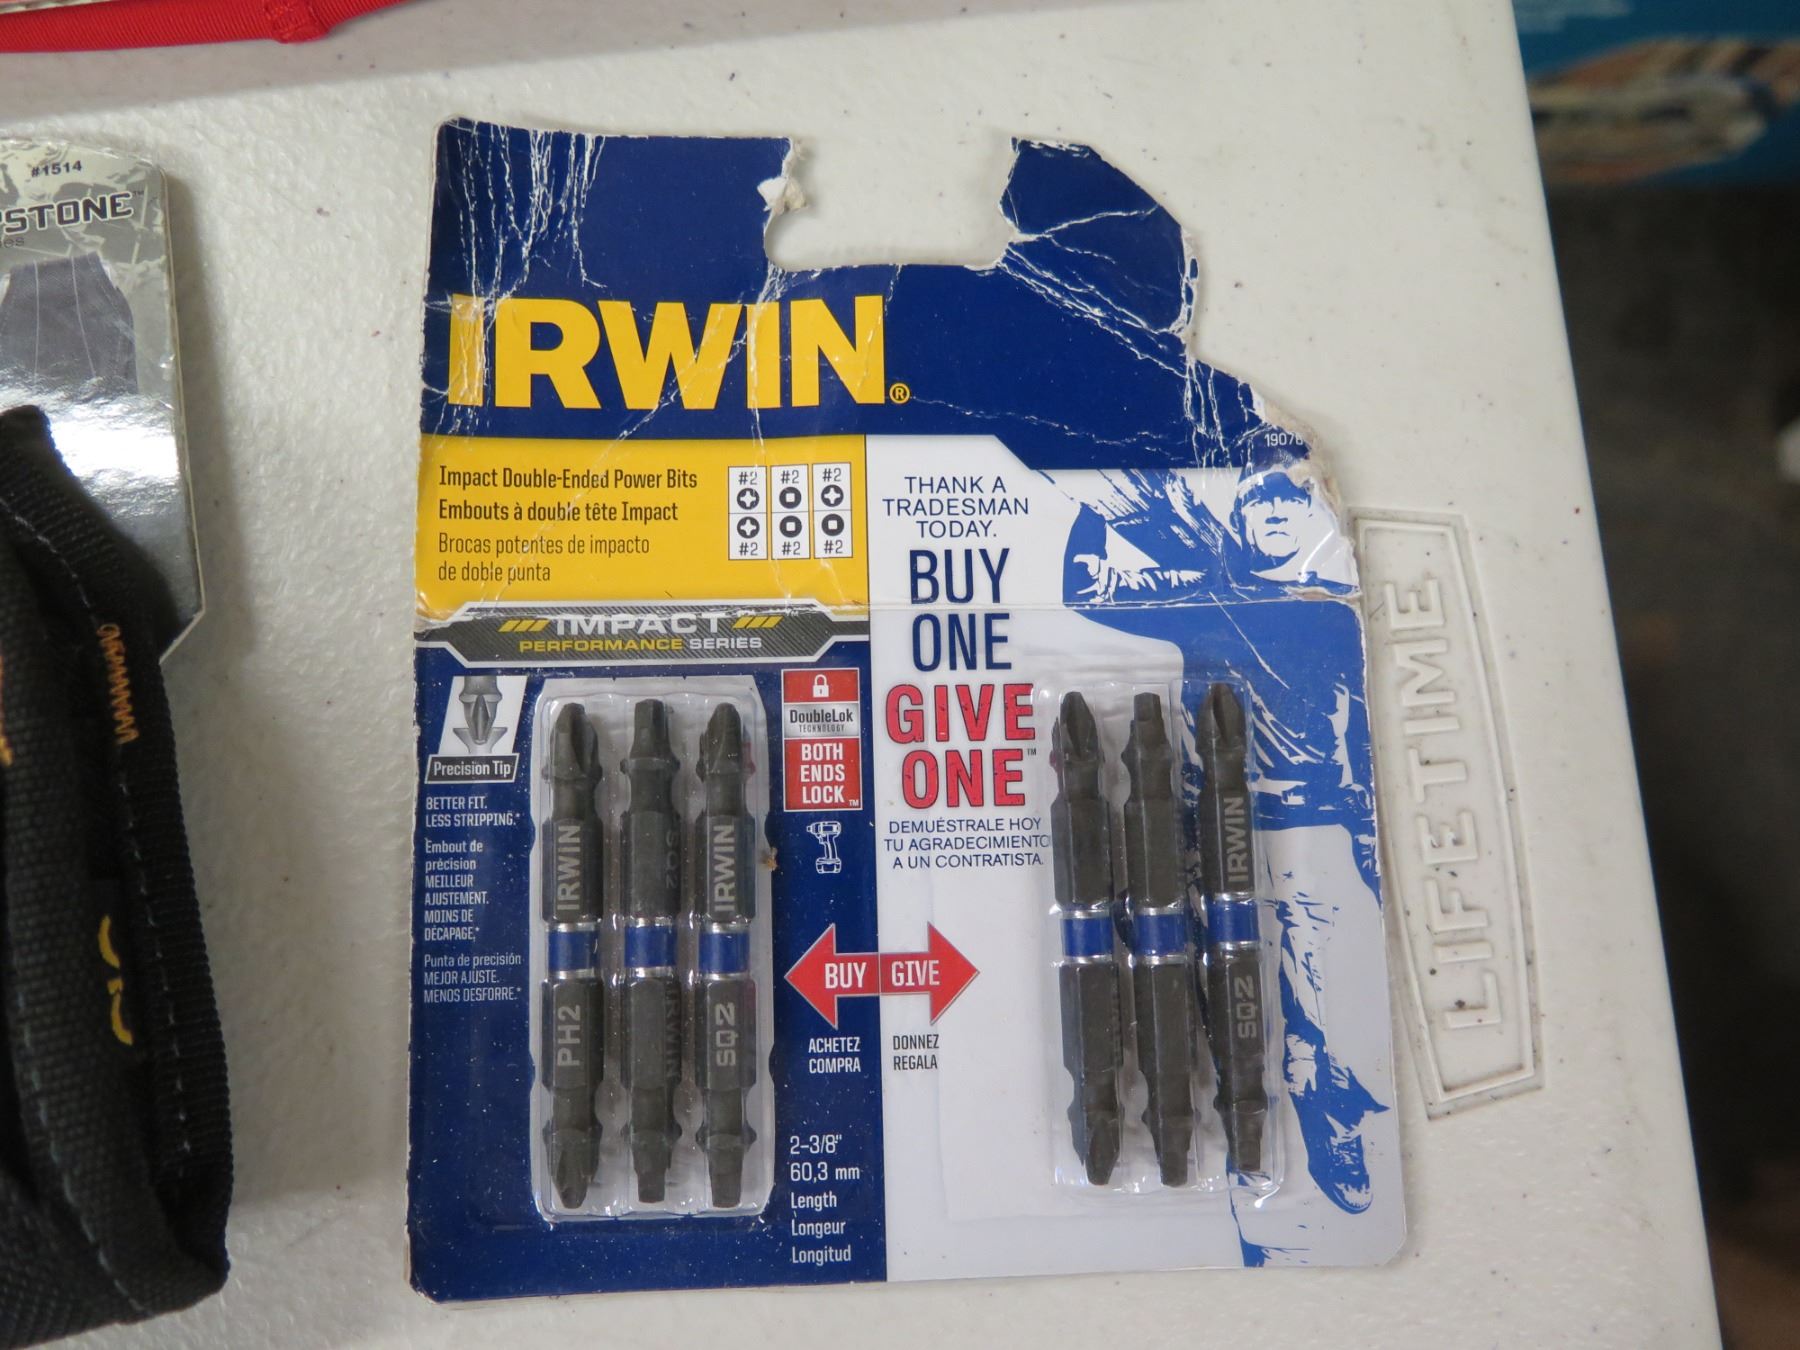 #1514
IRWIN®
Impact Double-Ended Power Bits
Embouts à double tête Impact
Brocas potentes de impacto
de doble punta
#2 #2 #2
#2 #2 #2
IMPACT
PERFORMANCE SERIES
Precision Tip
BETTER FIT.
LESS STRIPPING.*
Embout de
précision
MEILLEUR
AJUSTEMENT.
MOINS DE
DÉCAPAGE.*
Punta de precisión
MEJOR AJUSTE.
MENOS DESFORRE.*
DoubleLok
TECHNOLOGY
BOTH
ENDS
LOCK™
IRWIN
PH2
SQ2
IRWIN
IRWIN
SQ2
2-3/8"
60,3 mm
Length
Longeur
Longitud
THANK A
TRADESMAN
TODAY.
BUY
ONE
GIVE
ONE™
DEMUÉSTRALE HOY
TU AGRADECIMIENTO
A UN CONTRATISTA.
BUY GIVE
ACHETEZ
COMPRA
DONNEZ
REGALA
IRWIN
SQ2
LIFETIME